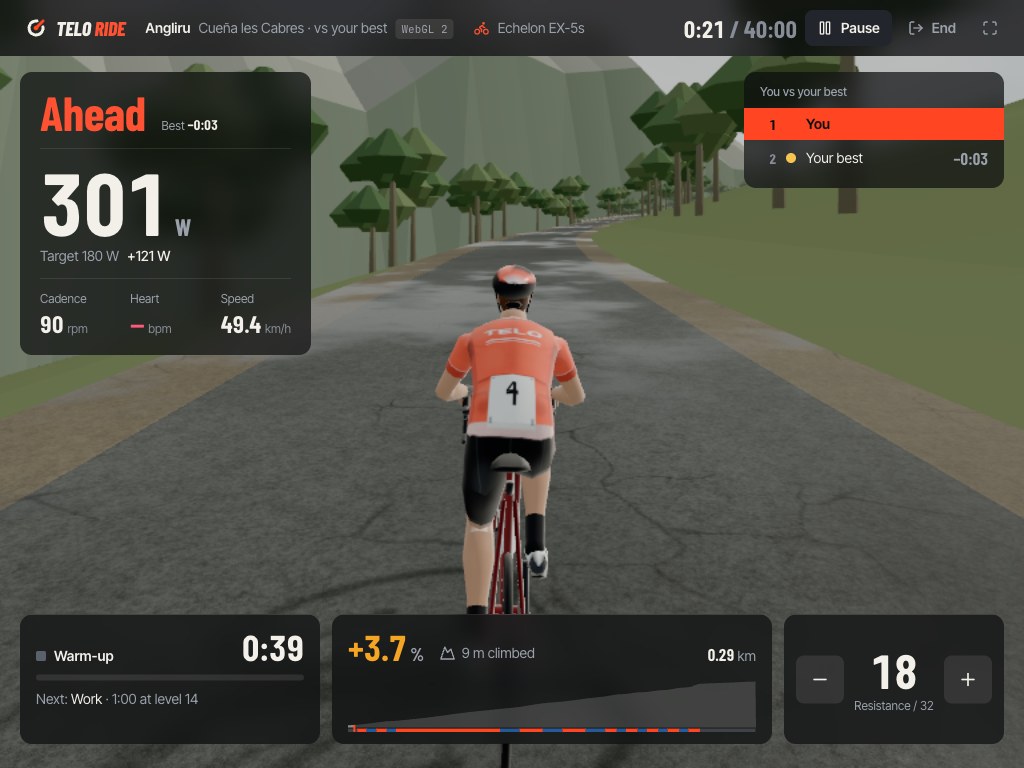 TELO RIDE Angliru Cueña les Cabres · vs your best WebGL 2 Echelon EX-5s 0:21 / 40:00 Pause End
Ahead Best −0:03
301 W
Target 180 W +121 W
Cadence Heart Speed
90 rpm – bpm 49.4 km/h
You vs your best
1 You
2 Your best −0:03
TELO
4
Warm-up 0:39
Next: Work · 1:00 at level 14
+3.7 % 9 m climbed 0.29 km
− 18 +
Resistance / 32